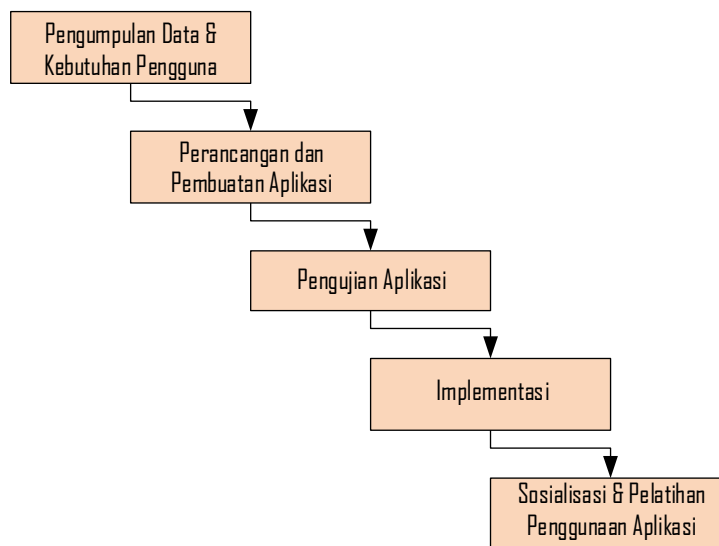 Pengumpulan Data &
Kebutuhan Pengguna
Perancangan dan
Pembuatan Aplikasi
Pengujian Aplikasi
Implementasi
Sosialisasi & Pelatihan
Penggunaan Aplikasi